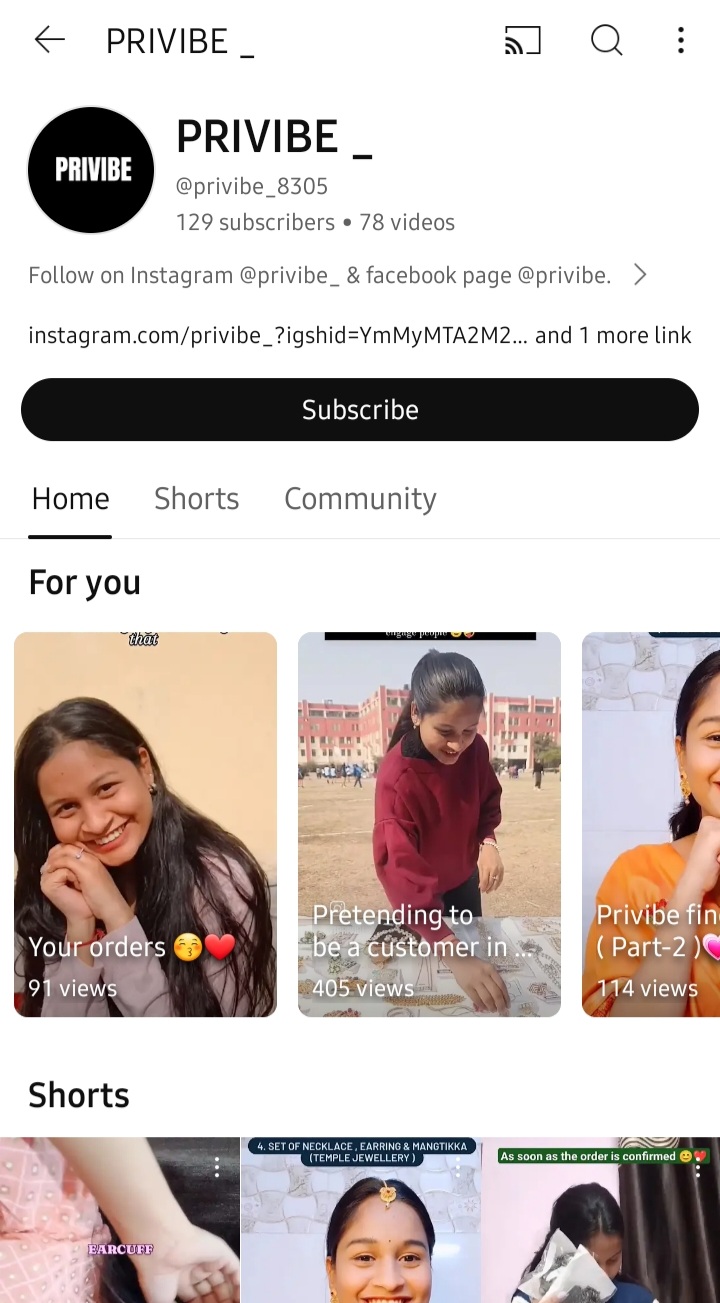 PRIVIBE _
PRIVIBE
PRIVIBE _
@privibe_8305
129 subscribers • 78 videos
Follow on Instagram @privibe_ & facebook page @privibe.
instagram.com/privibe_?igshid=YmMyMTA2M2... and 1 more link
Subscribe
Home Shorts Community
For you
that
Your orders 😚❤️
91 views
engage people
Pretending to
be a customer in ...
405 views
Privibe fin
( Part-2 )
114 views
Shorts
EARCUFF
4. SET OF NECKLACE , EARRING & MANGTIKKA
(TEMPLE JEWELLERY )
As soon as the order is confirmed 😊❤️